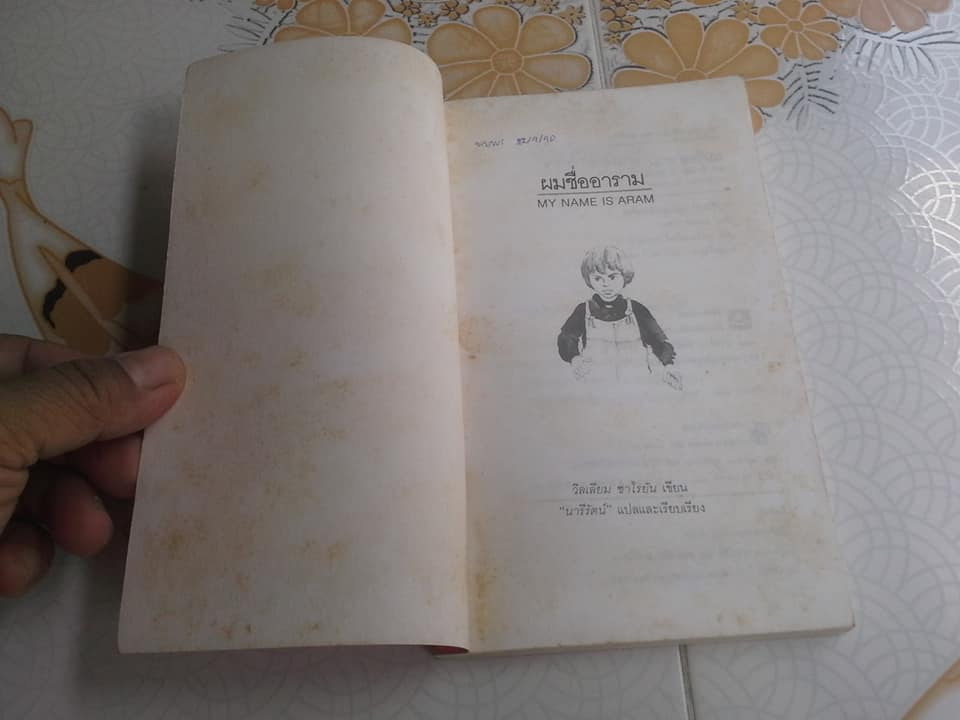 ผมชื่ออาราม
MY NAME IS ARAM
วิลเลียม ซาโรยัน เขียน
"นารีรัตน์" แปลและเรียบเรียง